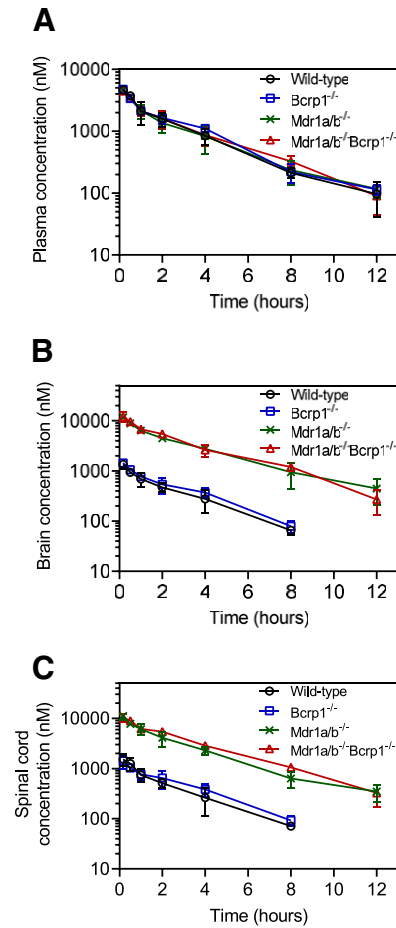 A
Plasma concentration (nM)
10000
1000
100
10
0 2 4 6 8 10 12
Time (hours)
Wild-type
Bcrp1-/-
Mdr1a/b-/-
Mdr1a/b-/-Bcrp1-/-
B
Brain concentration (nM)
10000
1000
100
10
0 2 4 6 8 10 12
Time (hours)
Wild-type
Bcrp1-/-
Mdr1a/b-/-
Mdr1a/b-/-Bcrp1-/-
C
Spinal cord
concentration (nM)
10000
1000
100
10
0 2 4 6 8 10 12
Time (hours)
Wild-type
Bcrp1-/-
Mdr1a/b-/-
Mdr1a/b-/-Bcrp1-/-